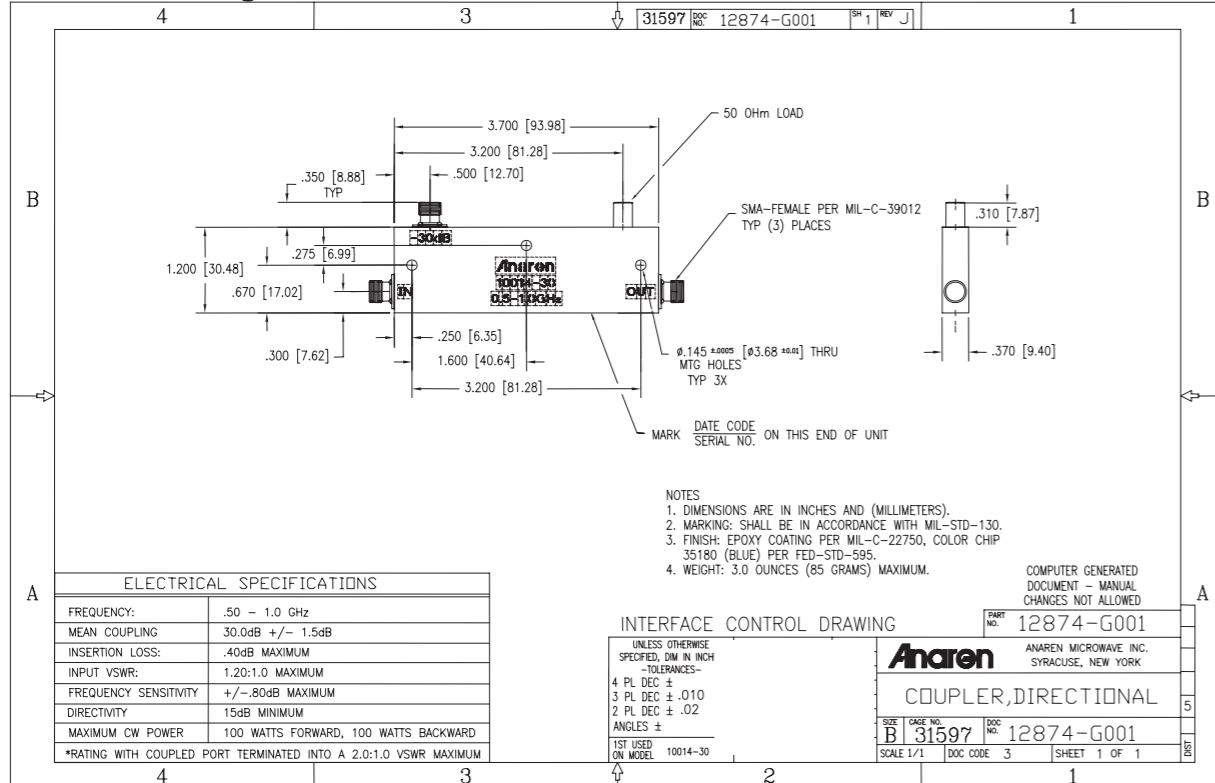 4 3 1
31597 DOC NO. 12874-G001 SH 1 REV J
3.700 [93.98]
3.200 [81.28]
.350 [8.88] TYP
.500 [12.70]
50 OHm LOAD
B
B
SMA-FEMALE PER MIL-C-39012
TYP (3) PLACES
.310 [7.87]
-30dB
.275 [6.99]
1.200 [30.48]
.670 [17.02]
Anaren
10014-30
0.5-1.0GHz
IN
OUT
.250 [6.35]
.300 [7.62]
1.600 [40.64]
3.200 [81.28]
ø.145 ±.0005 [ø3.68 ±0.01] THRU
MTG HOLES
TYP 3X
.370 [9.40]
MARK DATE CODE
SERIAL NO. ON THIS END OF UNIT
NOTES
1. DIMENSIONS ARE IN INCHES AND (MILLIMETERS).
2. MARKING: SHALL BE IN ACCORDANCE WITH MIL-STD-130.
3. FINISH: EPOXY COATING PER MIL-C-22750, COLOR CHIP
35180 (BLUE) PER FED-STD-595.
4. WEIGHT: 3.0 OUNCES (85 GRAMS) MAXIMUM.
COMPUTER GENERATED
DOCUMENT - MANUAL
CHANGES NOT ALLOWED
A
A
ELECTRICAL SPECIFICATIONS
FREQUENCY: .50 - 1.0 GHz
MEAN COUPLING 30.0dB +/- 1.5dB
INSERTION LOSS: .40dB MAXIMUM
INPUT VSWR: 1.20:1.0 MAXIMUM
FREQUENCY SENSITIVITY +/-.80dB MAXIMUM
DIRECTIVITY 15dB MINIMUM
MAXIMUM CW POWER 100 WATTS FORWARD, 100 WATTS BACKWARD
*RATING WITH COUPLED PORT TERMINATED INTO A 2.0:1.0 VSWR MAXIMUM
INTERFACE CONTROL DRAWING
PART NO. 12874-G001
UNLESS OTHERWISE
SPECIFIED, DIM IN INCH
-TOLERANCES-
4 PL DEC ±
3 PL DEC ± .010
2 PL DEC ± .02
ANGLES ±
1ST USED
ON MODEL 10014-30
Anaren
ANAREN MICROWAVE INC.
SYRACUSE, NEW YORK
COUPLER,DIRECTIONAL
SIZE B CAGE NO. 31597 DOC NO. 12874-G001
SCALE 1/1 DOC CODE 3 SHEET 1 OF 1
5
DIST
4 3 2 1